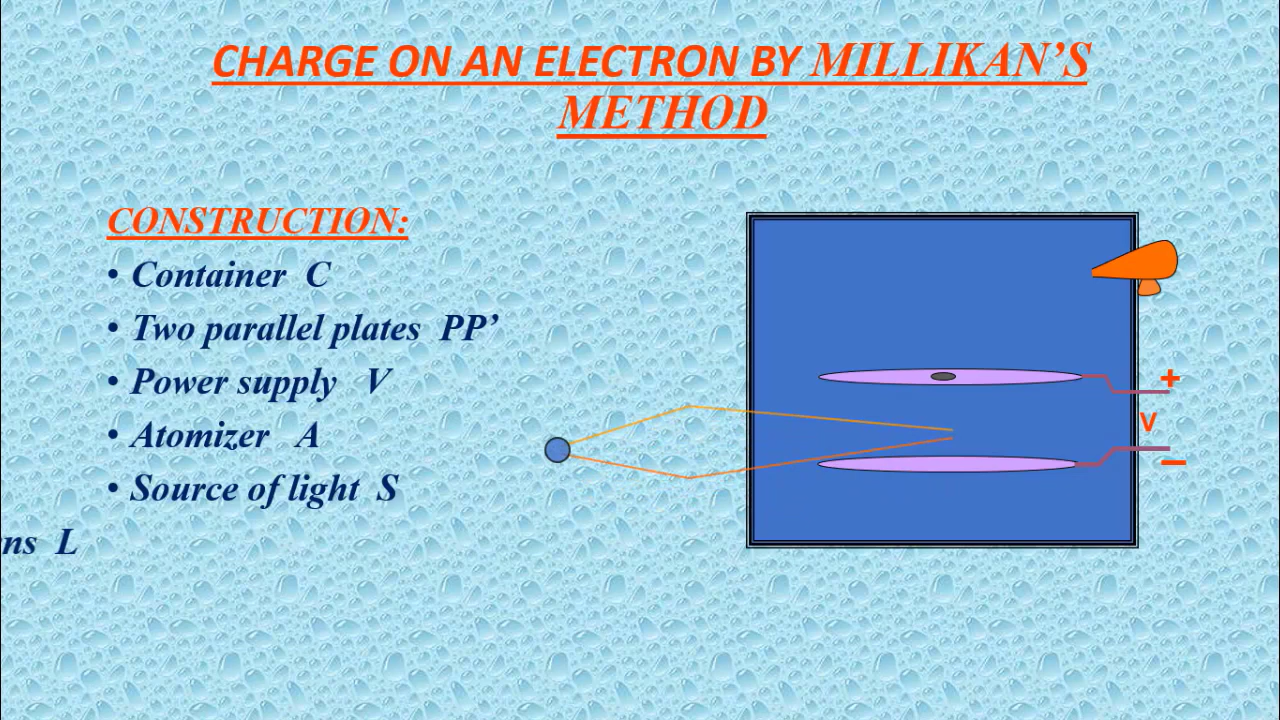 CHARGE ON AN ELECTRON BY MILLIKAN’S
METHOD
CONSTRUCTION:
• Container C
• Two parallel plates PP’
• Power supply V
• Atomizer A
• Source of light S
L
+
V
−